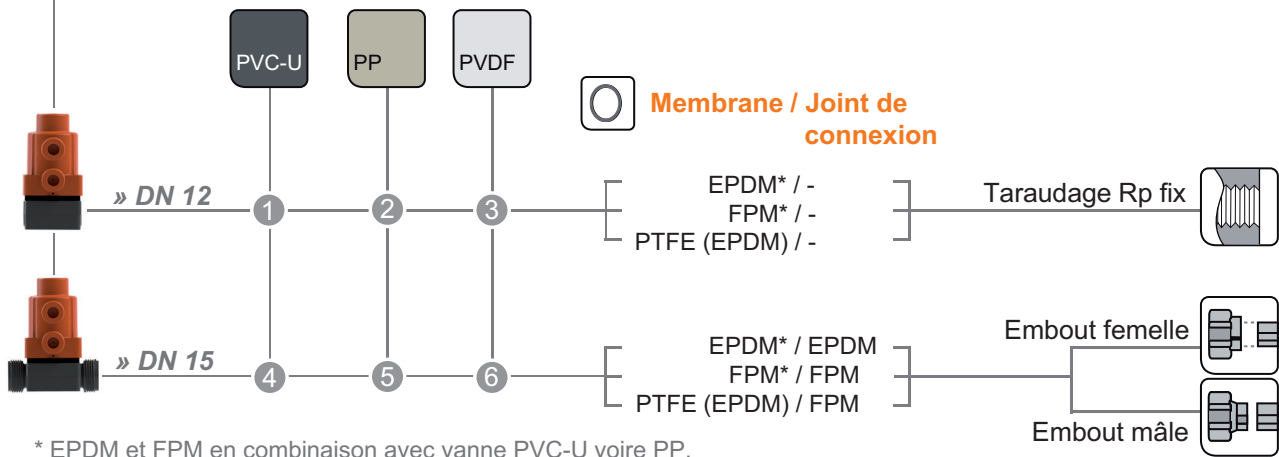 PVC-U
PP
PVDF
Membrane / Joint de
connexion
» DN 12
1
2
3
EPDM* / -
FPM* / -
PTFE (EPDM) / -
Taraudage Rp fix
» DN 15
4
5
6
EPDM* / EPDM
FPM* / FPM
PTFE (EPDM) / FPM
Embout femelle
Embout mâle
* EPDM et FPM en combinaison avec vanne PVC-U voire PP.